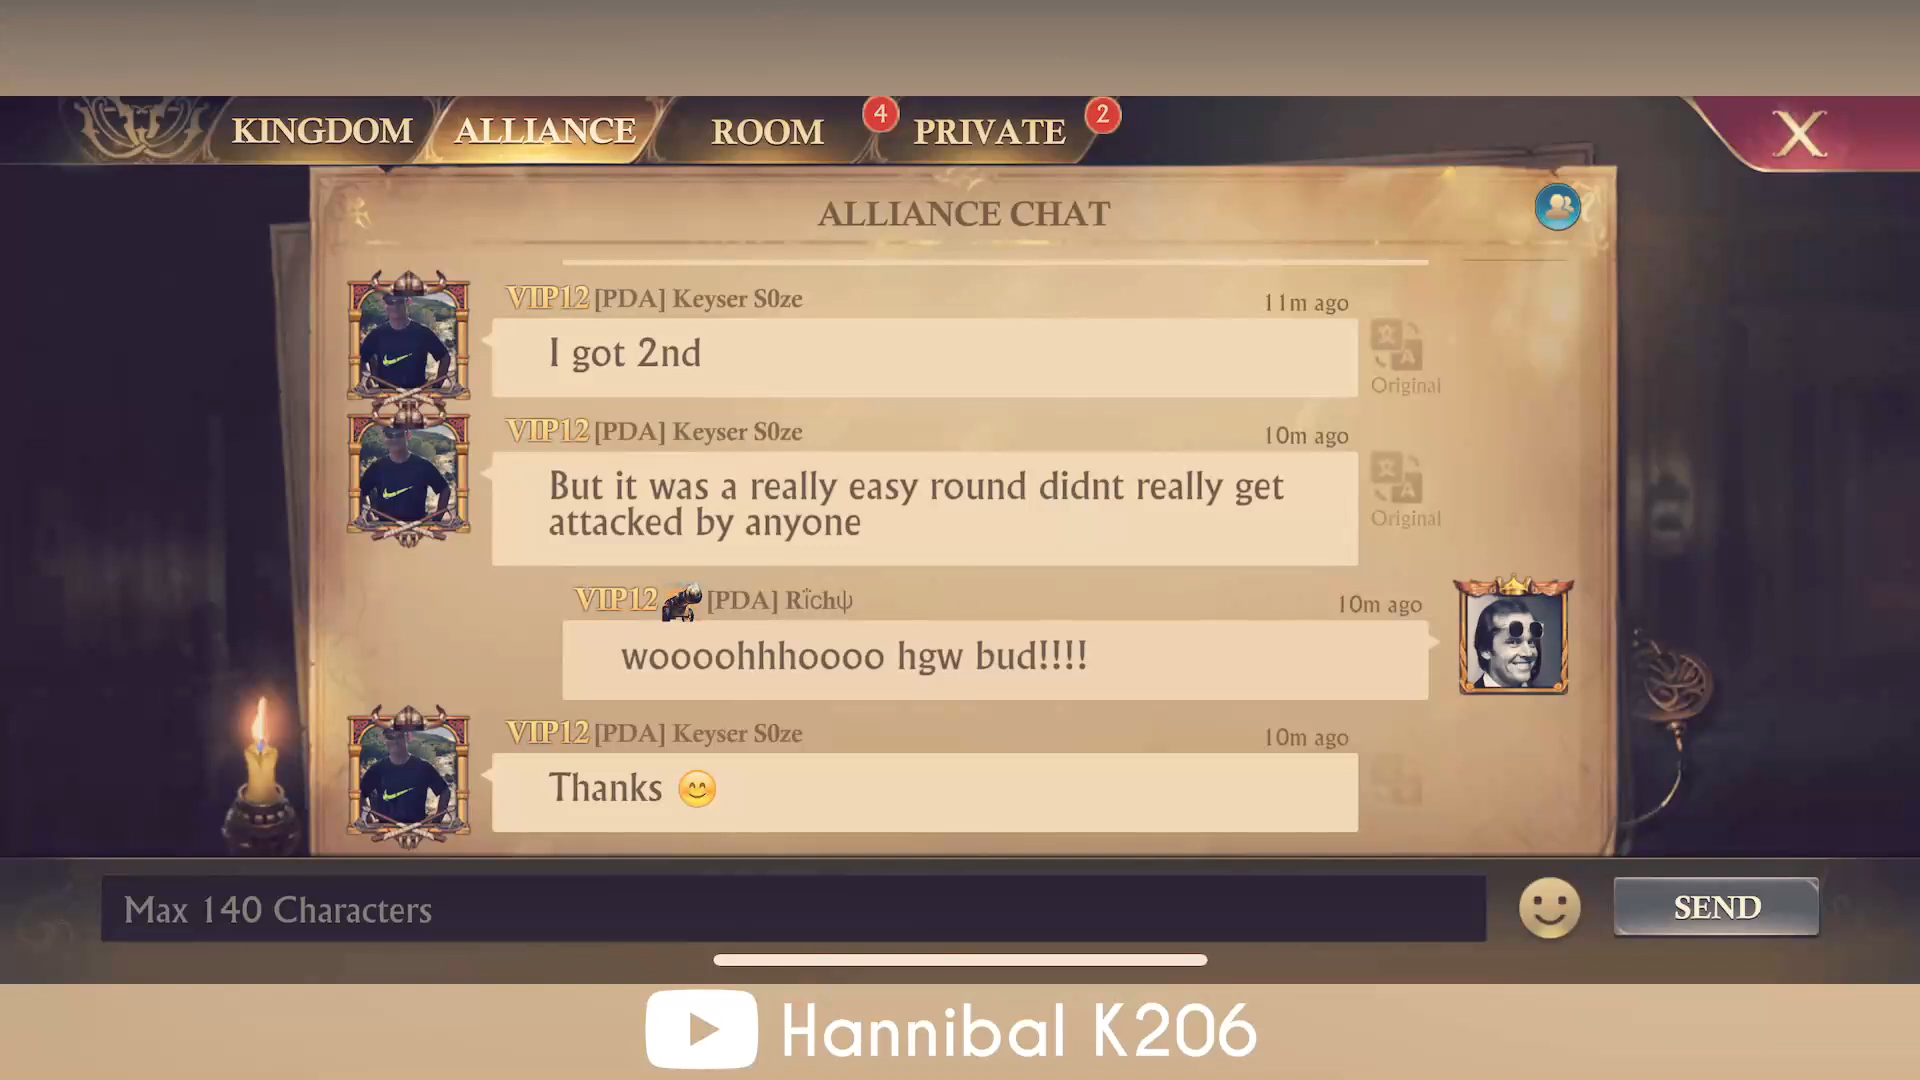 KINGDOM
ALLIANCE
ROOM
4
PRIVATE
2
X
ALLIANCE CHAT
VIP12 [PDA] Keyser S0ze
11m ago
I got 2nd
Original
VIP12 [PDA] Keyser S0ze
10m ago
But it was a really easy round didnt really get
attacked by anyone
Original
VIP12 [PDA] Rïchψ
10m ago
woooohhhoooo hgw bud!!!!
VIP12 [PDA] Keyser S0ze
10m ago
Thanks 😊
Max 140 Characters
SEND
Hannibal K206